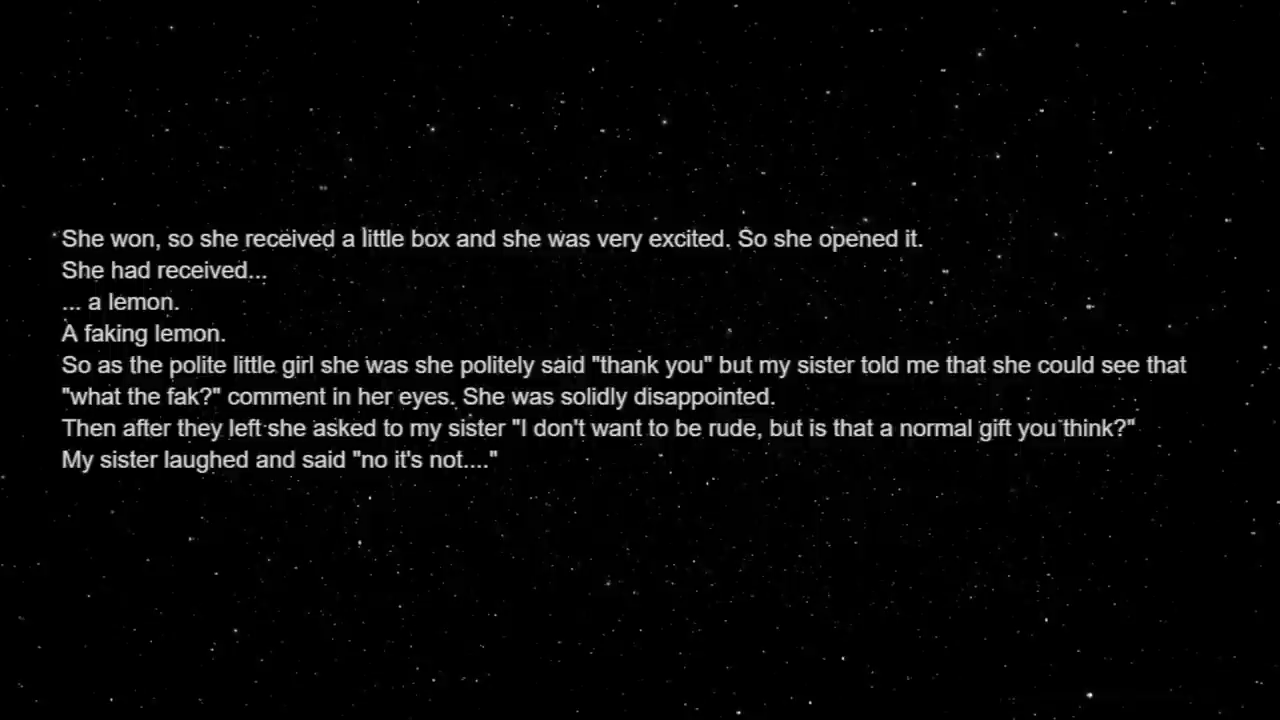 She won, so she received a little box and she was very excited. So she opened it.
She had received...
... a lemon.
A faking lemon.
So as the polite little girl she was she politely said "thank you" but my sister told me that she could see that
"what the fak?" comment in her eyes. She was solidly disappointed.
Then after they left she asked to my sister "I don't want to be rude, but is that a normal gift you think?"
My sister laughed and said "no it's not...."